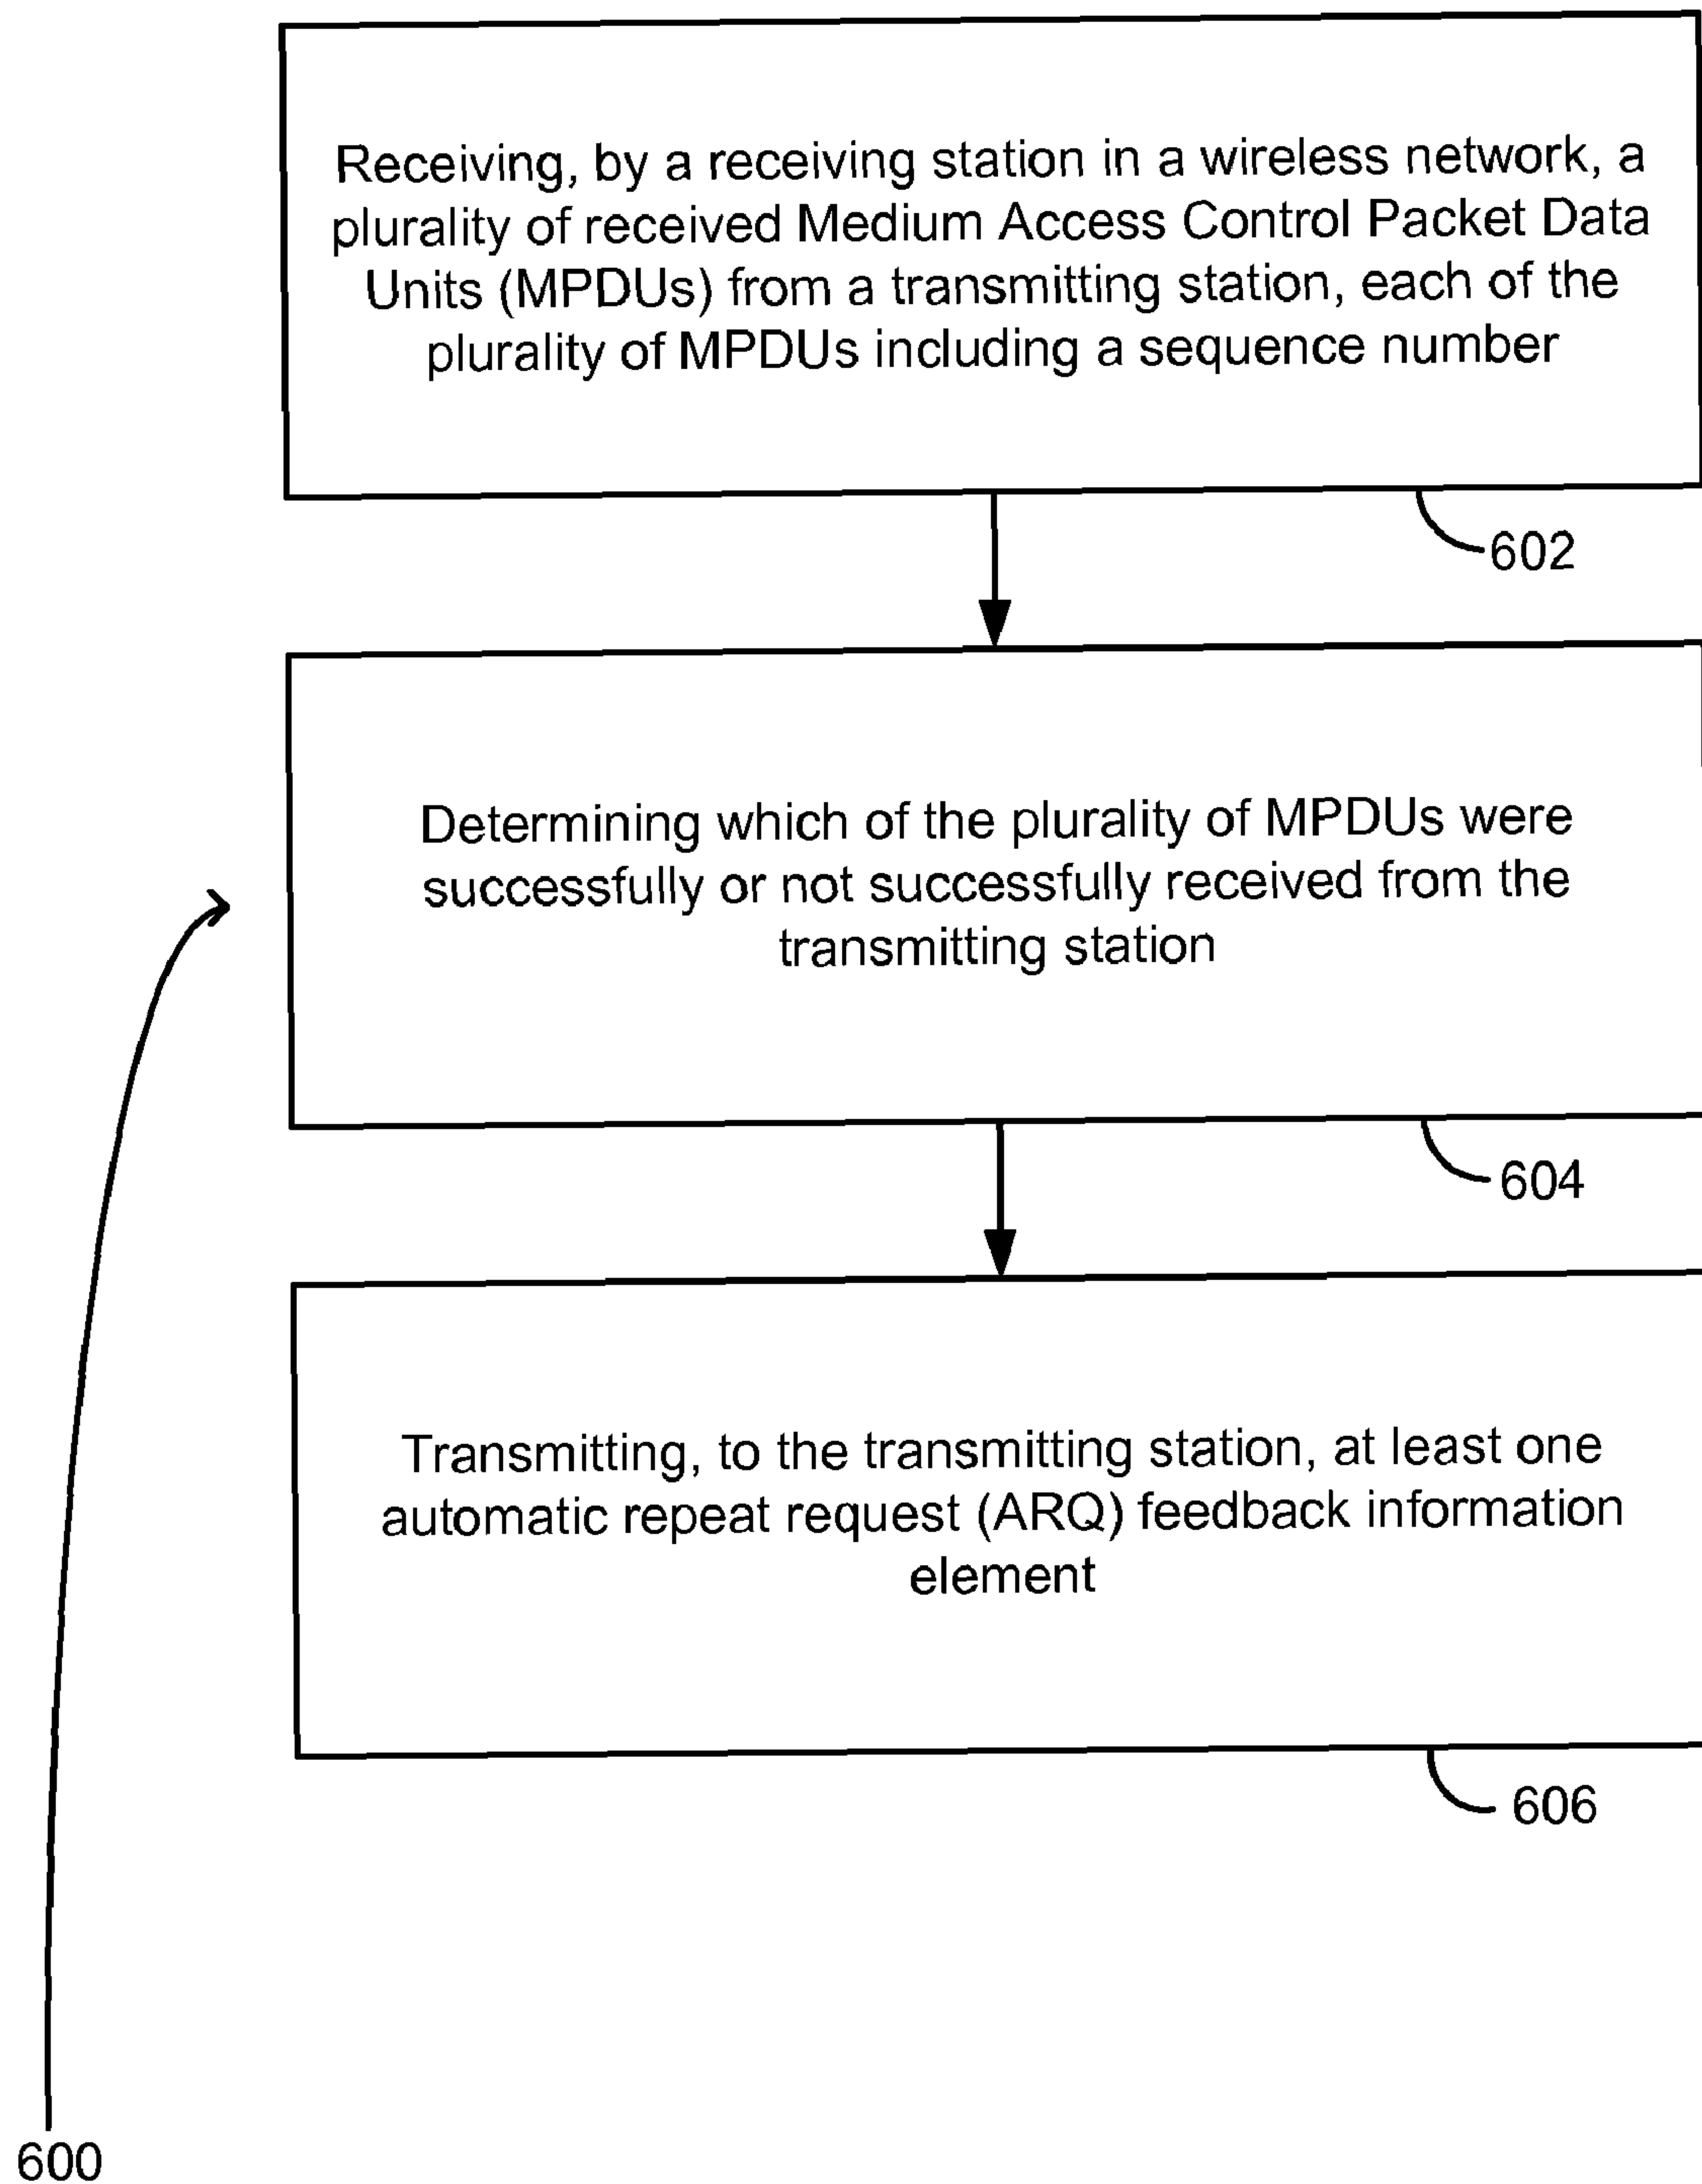 Receiving, by a receiving station in a wireless network, a
plurality of received Medium Access Control Packet Data
Units (MPDUs) from a transmitting station, each of the
plurality of MPDUs including a sequence number
602
Determining which of the plurality of MPDUs were
successfully or not successfully received from the
transmitting station
604
Transmitting, to the transmitting station, at least one
automatic repeat request (ARQ) feedback information
element
606
600